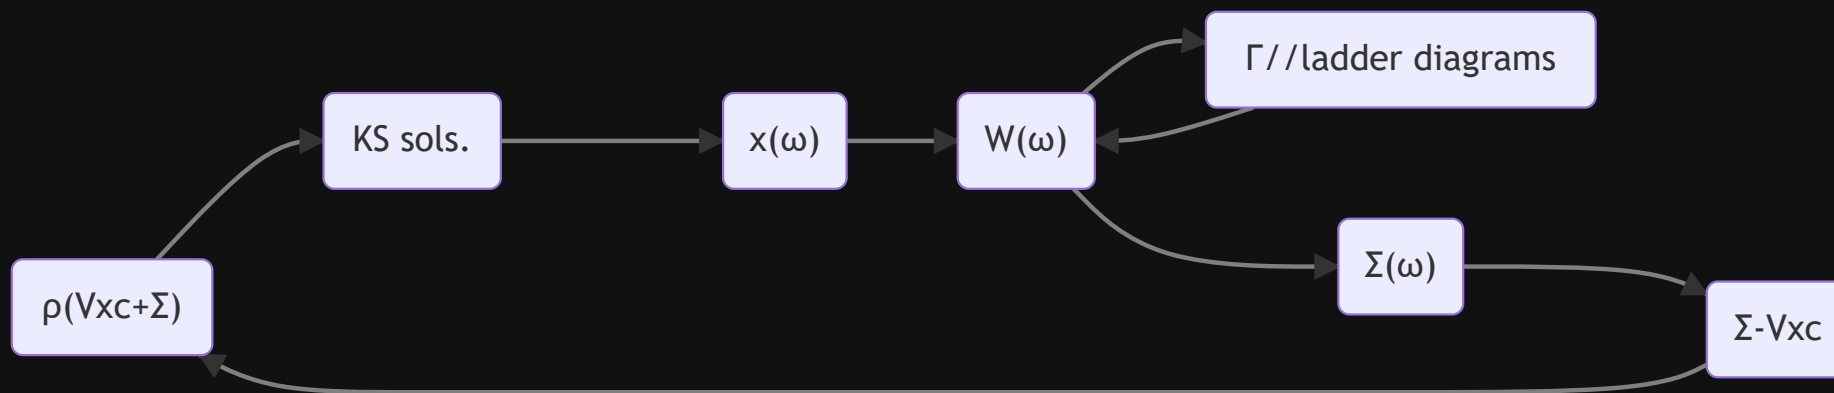 Γ//ladder diagrams
KS sols.
x(ω)
W(ω)
Σ(ω)
ρ(Vxc+Σ)
Σ-Vxc